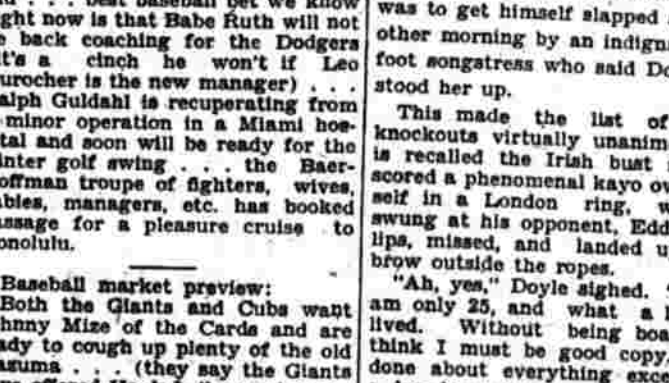 best baseball bet we know
ght now is that Babe Ruth will not
e back coaching for the Dodgers
t's a cinch he won't if Leo
urocher is the new manager) . . .
alph Guldahl is recuperating from
minor operation in a Miami hos-
tal and soon will be ready for the
inter golf swing . . . the Baer-
offman troupe of fighters, wives,
bies, managers, etc. has booked
assage for a pleasure cruise to
onolulu.
Baseball market preview:
Both the Giants and Cubs want
hnny Mize of the Cards and are
ady to cough up plenty of the old
asuma . . . (they say the Giants
was to get himself slapped
other morning by an indign
foot songstress who said Do
stood her up.
This made the list of
knockouts virtually unanim
is recalled the Irish bust
scored a phenomenal kayo ov
self in a London ring, w
swung at his opponent, Edd
lips, missed, and landed u
brow outside the ropes.
"Ah, yes," Doyle sighed.
am only 25, and what a l
lived. Without being boa
think I must be good copy
done about everything exc